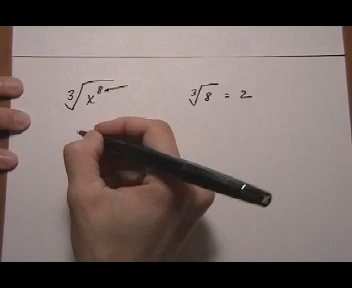 ∛x⁸ ∛8 = 2